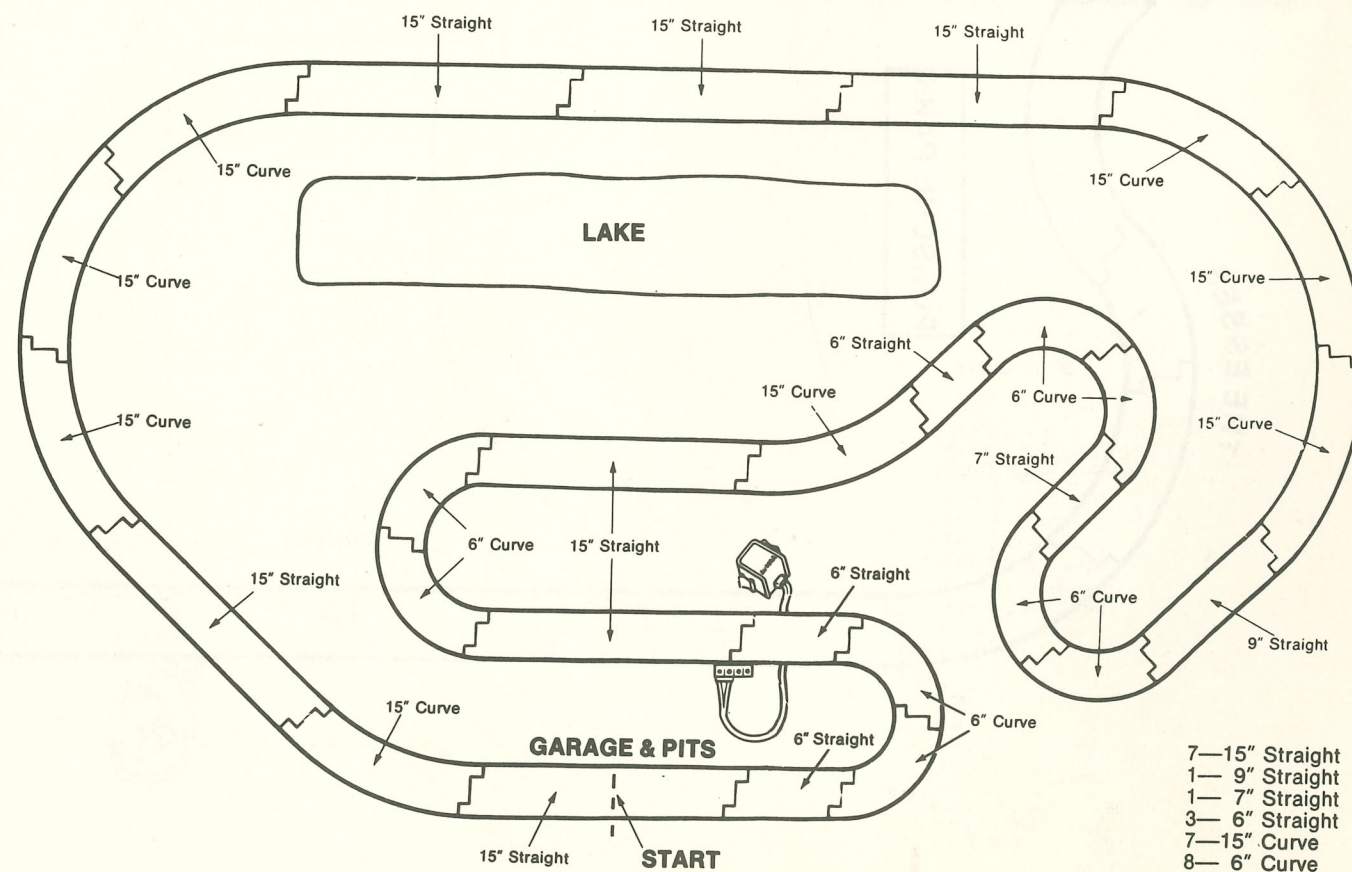 15" Straight
15" Straight
15" Straight
15" Curve
15" Curve
LAKE
15" Curve
15" Curve
6" Straight
15" Curve
6" Curve
15" Curve
15" Curve
7" Straight
6" Curve
15" Straight
6" Straight
15" Straight
6" Curve
9" Straight
15" Curve
6" Curve
GARAGE & PITS
6" Straight
15" Straight
START
7—15" Straight
1— 9" Straight
1— 7" Straight
3— 6" Straight
7—15" Curve
8— 6" Curve